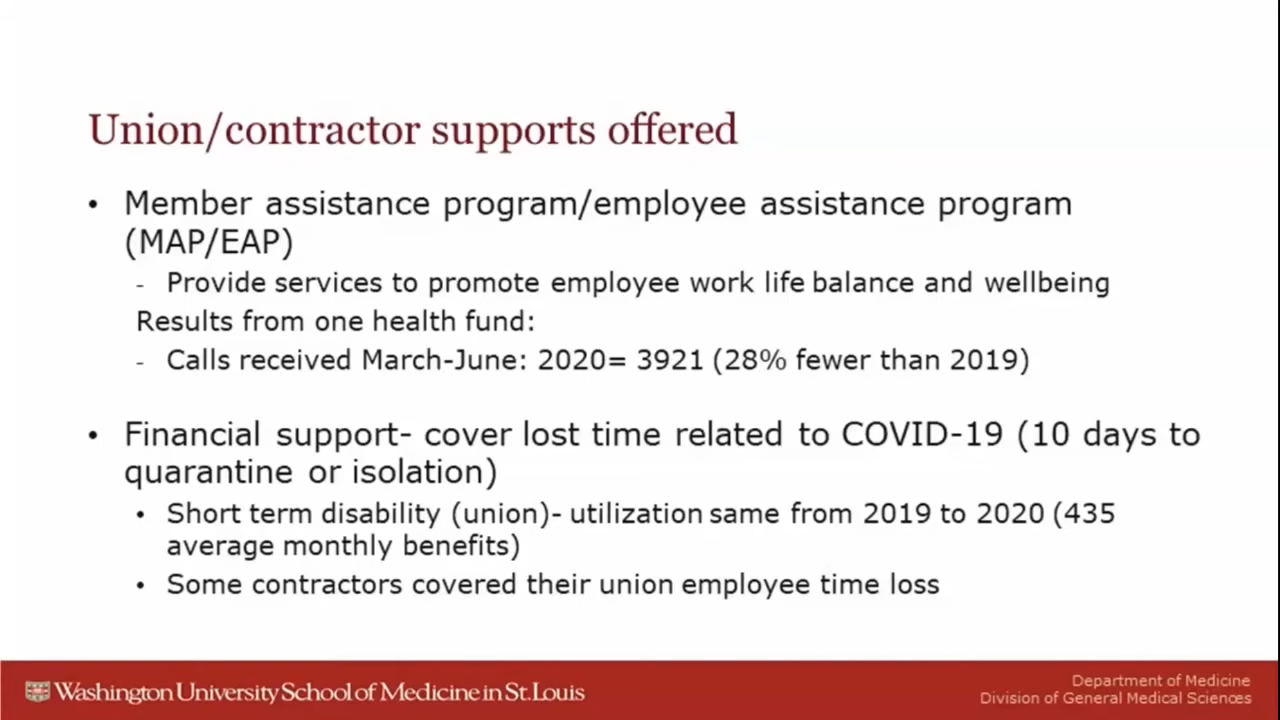 Union/contractor supports offered
• Member assistance program/employee assistance program
(MAP/EAP)
- Provide services to promote employee work life balance and wellbeing
Results from one health fund:
- Calls received March-June: 2020= 3921 (28% fewer than 2019)
• Financial support- cover lost time related to COVID-19 (10 days to
quarantine or isolation)
• Short term disability (union)- utilization same from 2019 to 2020 (435
average monthly benefits)
• Some contractors covered their union employee time loss
Washington University School of Medicine in St. Louis
Department of Medicine
Division of General Medical Sciences